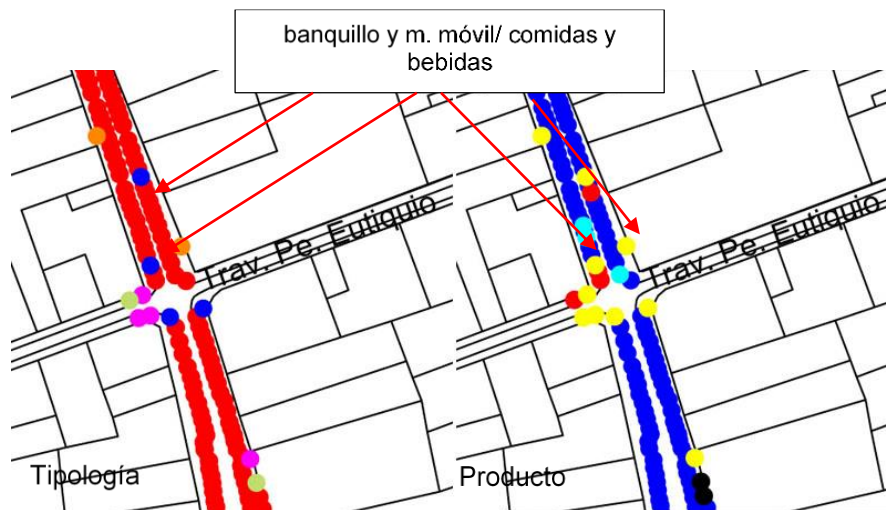 banquillo y m. móvil/ comidas y
bebidas
Trav. Pe. Eutiquio
Trav. Pe. Eutiquio
Tipología
Producto